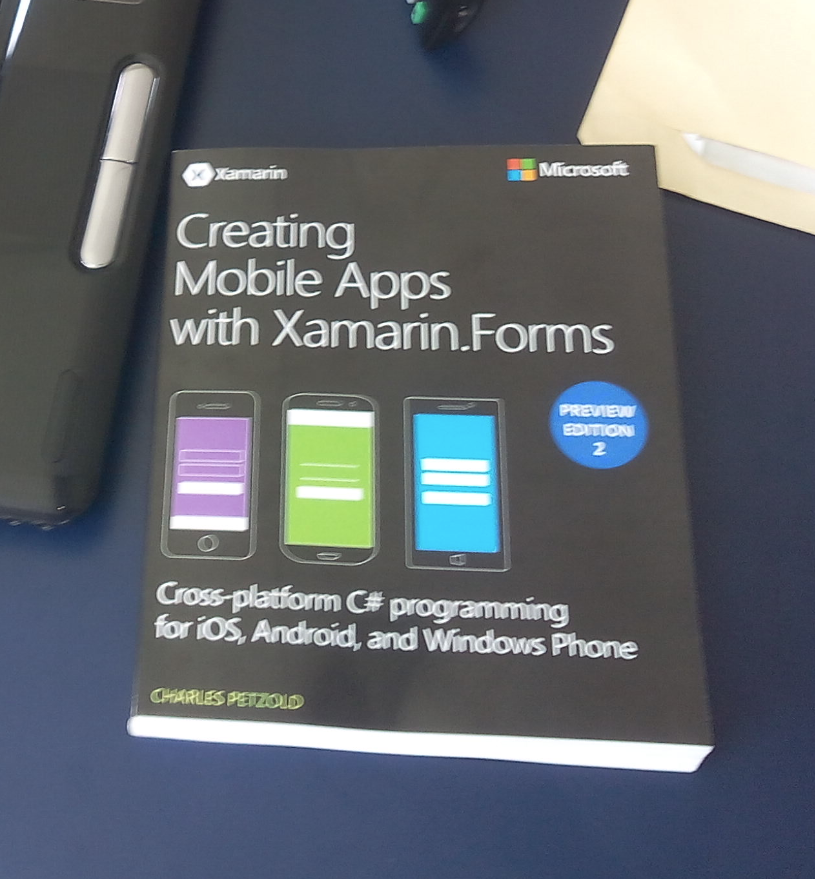 Xamarin
Microsoft
Creating
Mobile Apps
with Xamarin.Forms
PREVIEW
EDITION
2
Cross-platform C# programming
for iOS, Android, and Windows Phone
CHARLES PETZOLD